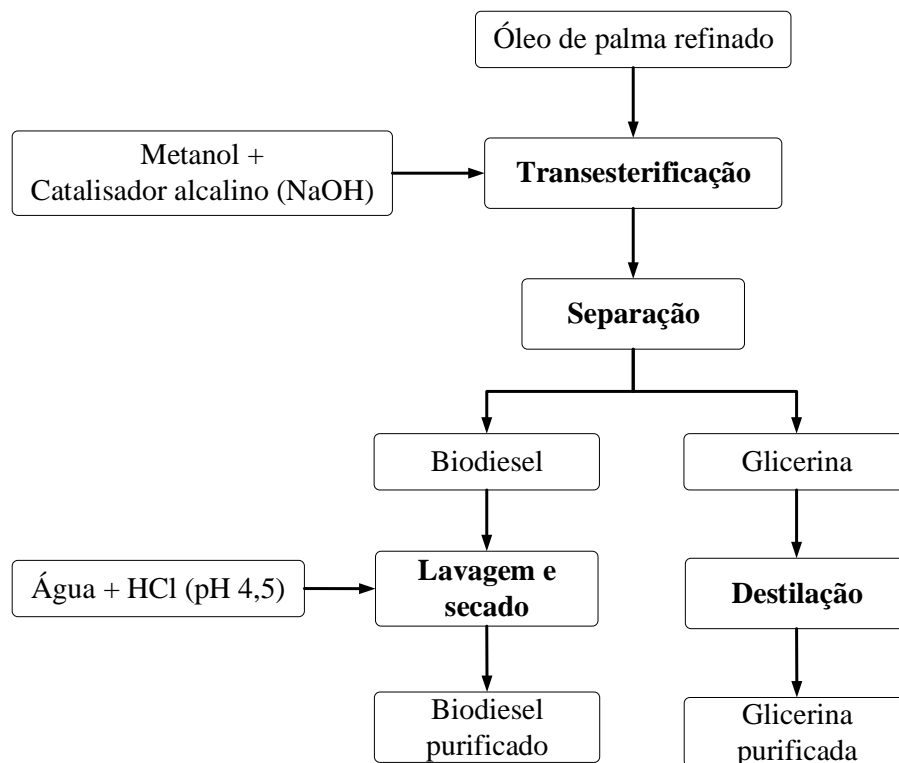 Óleo de palma refinado
Metanol +
Catalisador alcalino (NaOH)
Transesterificação
Separação
Biodiesel
Glicerina
Água + HCl (pH 4,5)
Lavagem e
secado
Destilação
Biodiesel
purificado
Glicerina
purificada